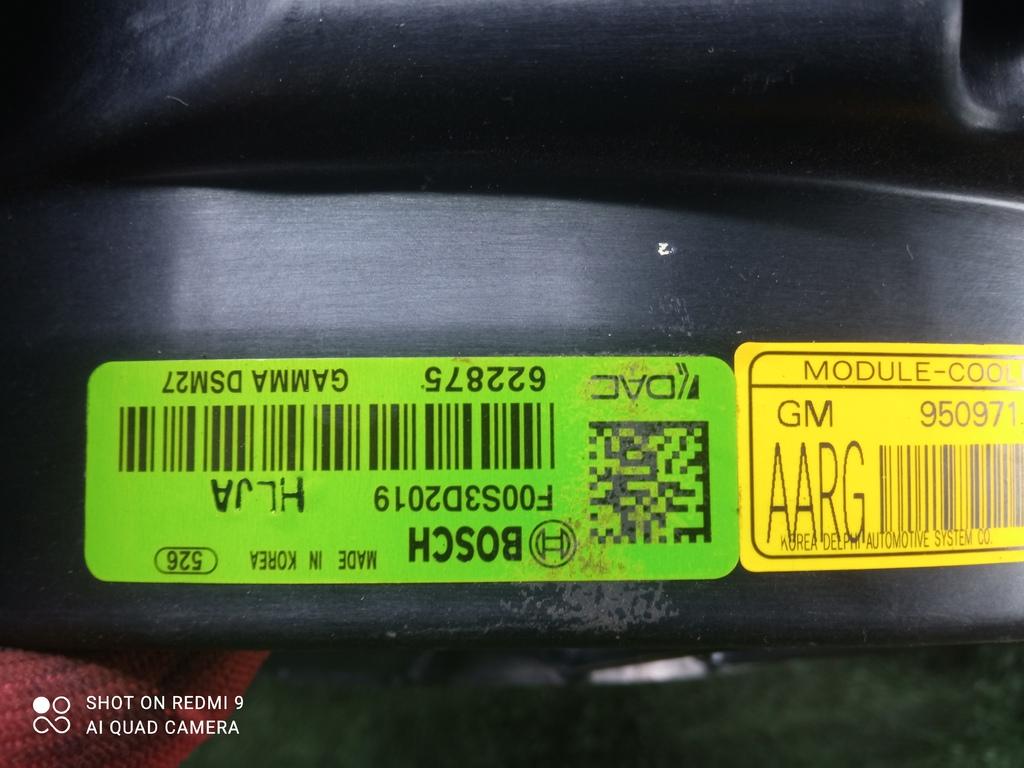 BOSCH MADE IN KOREA 526
F00S3D2019 HLJA
KDAC 622875 GAMMA DSM27
MODULE-COOL
GM 950971
AARG
KOREA DELPHI AUTOMOTIVE SYSTEM CO.
SHOT ON REDMI 9
AI QUAD CAMERA